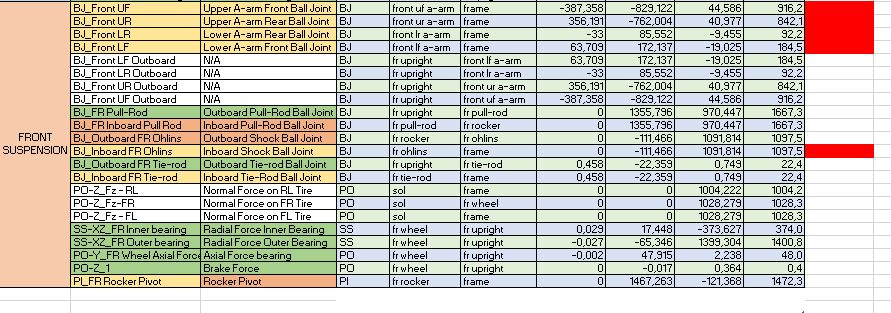 BJ_Front UF Upper A-arm Front Ball Joint BJ front uf a-arm frame -387,358 -829,122 44,586 916,2
BJ_Front UR Upper A-arm Rear Ball Joint BJ front ur a-arm frame 356,191 -762,004 40,977 842,1
BJ_Front LR Lower A-arm Rear Ball Joint BJ front lr a-arm frame -33 85,552 -9,455 92,2
BJ_Front LF Lower A-arm Front Ball Joint BJ front lf a-arm frame 63,709 172,137 -19,025 184,5
BJ_Front LF Outboard N/A BJ fr upright front lf a-arm 63,709 172,137 -19,025 184,5
BJ_Front LR Outboard N/A BJ fr upright front lr a-arm -33 85,552 -9,455 92,2
BJ_Front UR Outboard N/A BJ fr upright front ur a-arm 356,191 -762,004 40,977 842,1
BJ_Front UF Outboard N/A BJ fr upright front ur a-arm -387,358 -829,122 44,586 916,2
BJ_FR Pull-Rod Outboard Pull-Rod Ball Joint BJ fr upright fr pull-rod 0 1355,796 970,447 1667,3
BJ_FR Inboard Pull Rod Inboard Pull-Rod Ball Joint BJ fr pull-rod fr rocker 0 1355,796 970,447 1667,3
FRONT SUSPENSION
BJ_Outboard FR Ohlins Outboard Shock Ball Joint BJ fr rocker fr ohlins 0 -111,466 1091,814 1097,5
BJ_Inboard FR Ohlins Inboard Shock Ball Joint BJ fr ohlins frame 0 -111,466 1091,814 1097,5
BJ_Outboard FR Tie-rod Outboard Tie-rod Ball Joint BJ fr upright fr tie-rod 0,458 -22,359 0,749 22,4
BJ_Inboard FR Tie-rod Inboard Tie-rod Ball Joint BJ fr tie-rod frame 0,458 -22,359 0,749 22,4
PO-Z_Fz - RL Normal Force on RL Tire PO sol frame 0 0 1004,222 1004,2
PO-Z_Fz-FR Normal Force on FR Tire PO sol fr wheel 0 0 1028,279 1028,3
PO-Z_Fz - FL Normal Force on FL Tire PO sol frame 0 0 1028,279 1028,3
SS-XZ_FR Inner bearing Radial Force Inner Bearing SS fr wheel fr upright 0,029 17,448 -373,627 374,0
SS-XZ_FR Outer bearing Radial Force Outer Bearing SS fr wheel fr upright -0,027 -65,346 1399,304 1400,8
PO-Y_FR Wheel Axial Force Axial Force bearing PO fr wheel fr upright -0,002 47,915 2,238 48,0
PO-Z_1 Brake Force PO fr wheel fr upright 0 -0,017 0,364 0,4
PI_FR Rocker Pivot Rocker Pivot PI fr rocker frame 0 1467,263 -121,368 1472,3